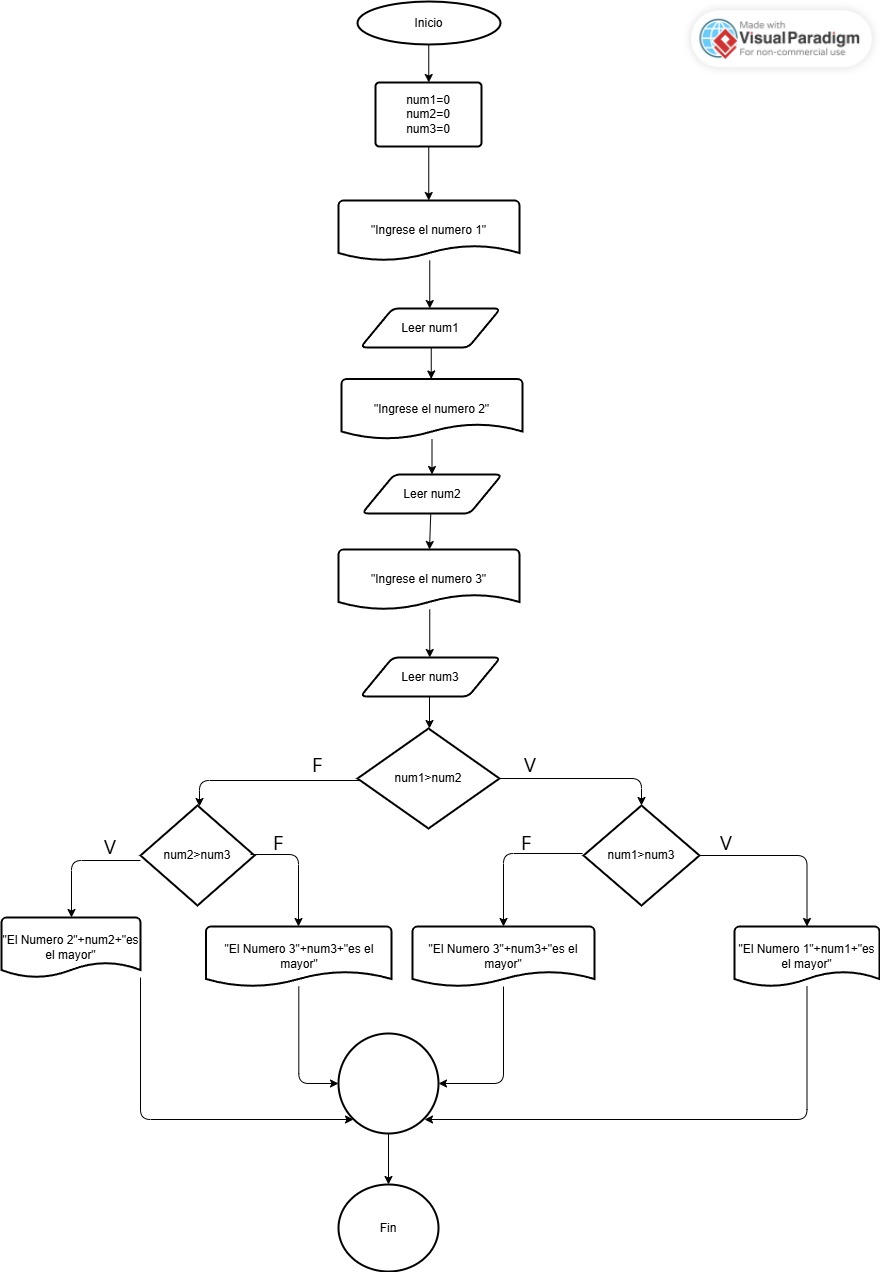 Inicio
Made with
VisualParadigm
For non-commercial use
num1=0
num2=0
num3=0
"Ingrese el numero 1"
Leer num1
"Ingrese el numero 2"
Leer num2
"Ingrese el numero 3"
Leer num3
F
V
num1>num2
V
F
F
V
num2>num3
num1>num3
"El Numero 2"+num2+"es
el mayor"
"El Numero 3"+num3+"es el
mayor"
"El Numero 3"+num3+"es el
mayor"
"El Numero 1"+num1+"es
el mayor"
Fin